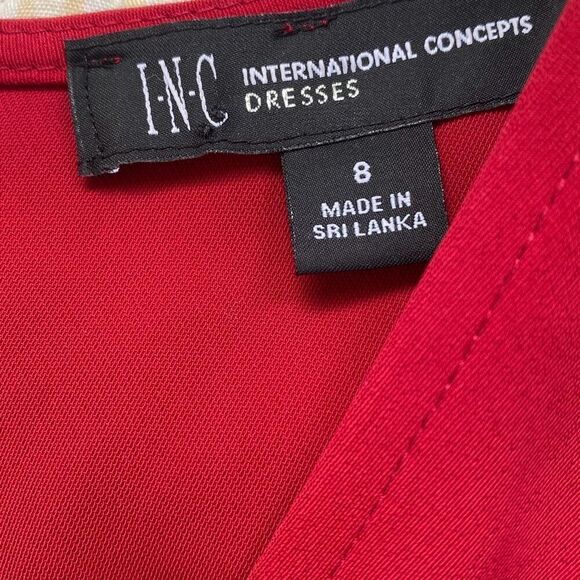 I·N·C INTERNATIONAL CONCEPTS
DRESSES
8
MADE IN
SRI LANKA